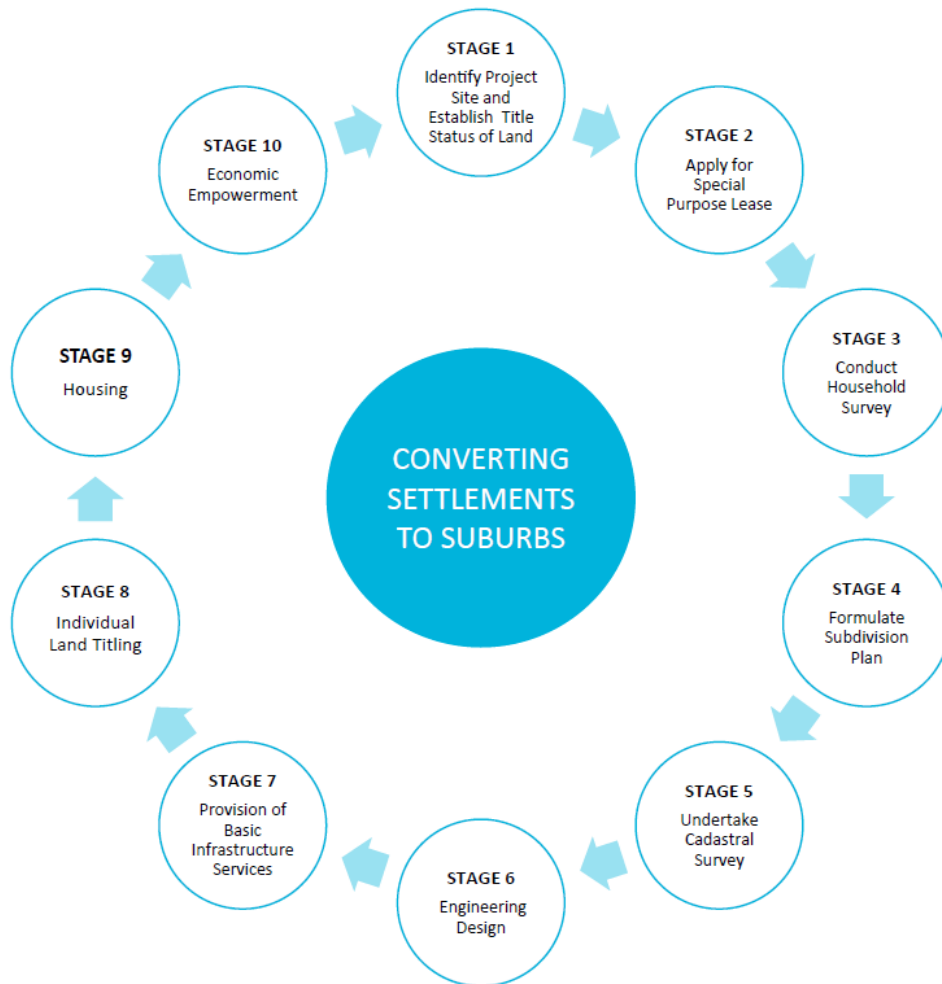 STAGE 1
Identify Project
Site and
Establish Title
Status of Land
STAGE 2
Apply for
Special
Purpose Lease
STAGE 3
Conduct
Household
Survey
STAGE 4
Formulate
Subdivision
Plan
STAGE 5
Undertake
Cadastral
Survey
STAGE 6
Engineering
Design
STAGE 7
Provision of
Basic
Infrastructure
Services
STAGE 8
Individual
Land Titling
STAGE 9
Housing
STAGE 10
Economic
Empowerment
CONVERTING
SETTLEMENTS
TO SUBURBS